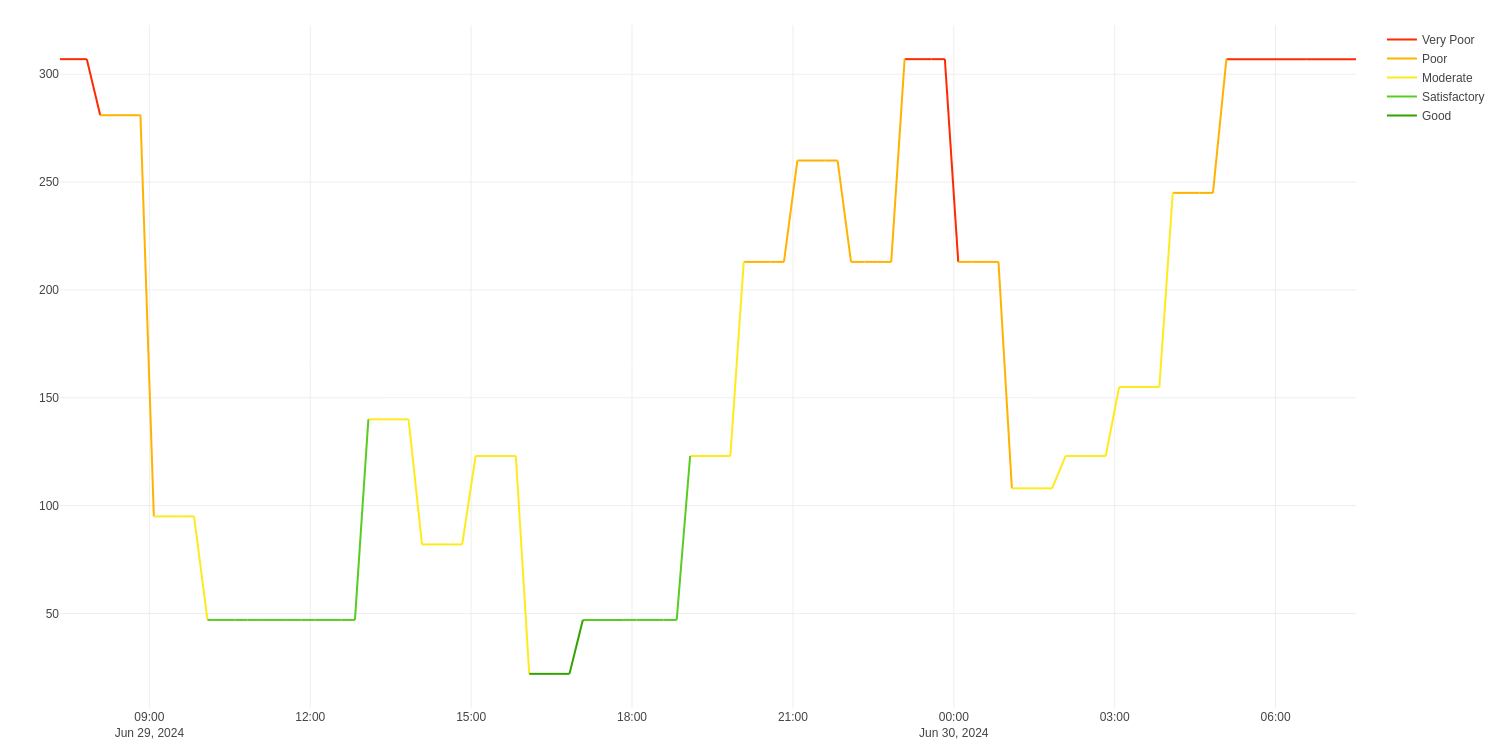 300
250
200
150
100
50
09:00
Jun 29, 2024
12:00
15:00
18:00
21:00
00:00
Jun 30, 2024
03:00
06:00
Very Poor
Poor
Moderate
Satisfactory
Good